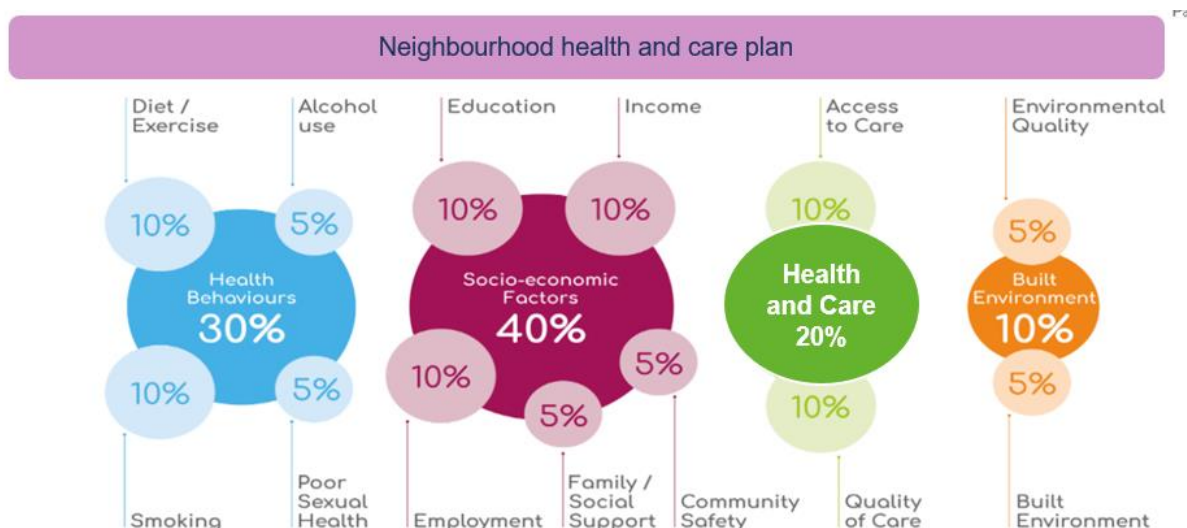 Neighbourhood health and care plan
Diet /
Exercise
Alcohol
use
Education
Income
Access
to Care
Environmental
Quality
10%
5%
10%
10%
10%
5%
Health
Behaviours
30%
Socio-economic
Factors
40%
Health
and Care
20%
Built
Environment
10%
10%
5%
10%
5%
5%
10%
5%
Smoking
Poor
Sexual
Health
Employment
Family /
Social
Support
Community
Safety
Quality
of Care
Built
Environment